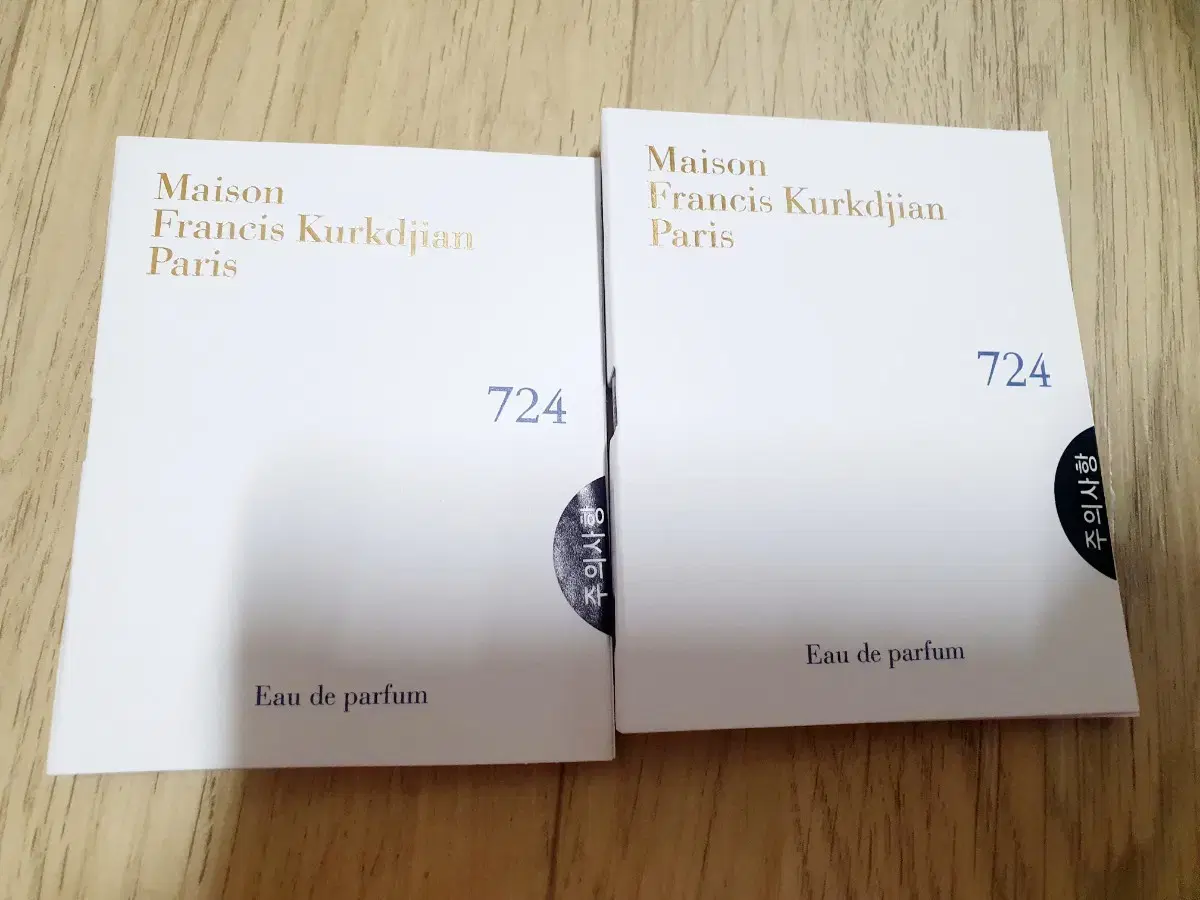 Maison
Francis Kurkdjian
Paris
724
주의사항
Eau de parfum
Maison
Francis Kurkdjian
Paris
724
주의사항
Eau de parfum